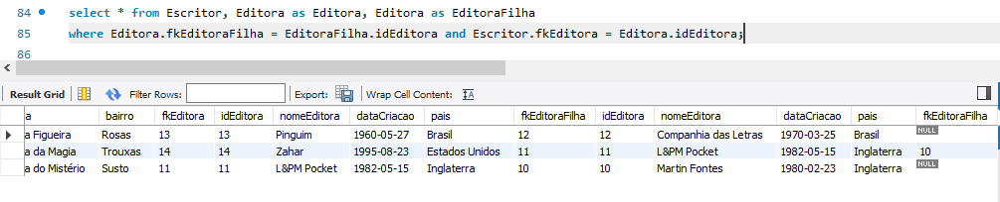 84 select * from Escritor, Editora as Editora, Editora as EditoraFilha
85 where Editora.fkEditoraFilha = EditoraFilha.idEditora and Escritor.fkEditora = Editora.idEditora;
86
Result Grid Filter Rows: Export: Wrap Cell Content: IA
a bairro fkEditora idEditora nomeEditora dataCriacao pais fkEditoraFilha idEditora nomeEditora dataCriacao pais fkEditoraFilha
a Figueira Rosas 13 13 Pinguim 1960-05-27 Brasil 12 12 Companhia das Letras 1970-03-25 Brasil NULL
a da Magia Trouxas 14 14 Zahar 1995-08-23 Estados Unidos 11 11 L&PM Pocket 1982-05-15 Inglaterra 10
a do Mistério Susto 11 11 L&PM Pocket 1982-05-15 Inglaterra 10 10 Martin Fontes 1980-02-23 Inglaterra NULL